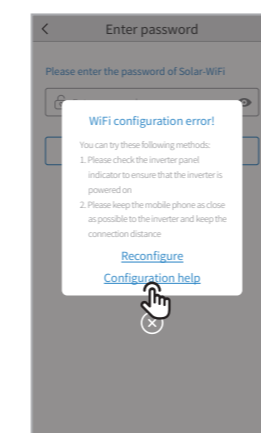 Enter password
Please enter the password of Solar-WiFi
WiFi configuration error!
You can try these following methods:
1. Please check the inverter panel
indicator to ensure that the inverter is
powered on
2. Please keep the mobile phone as close
as possible to the inverter and keep the
connection distance
Reconfigure
Configuration help